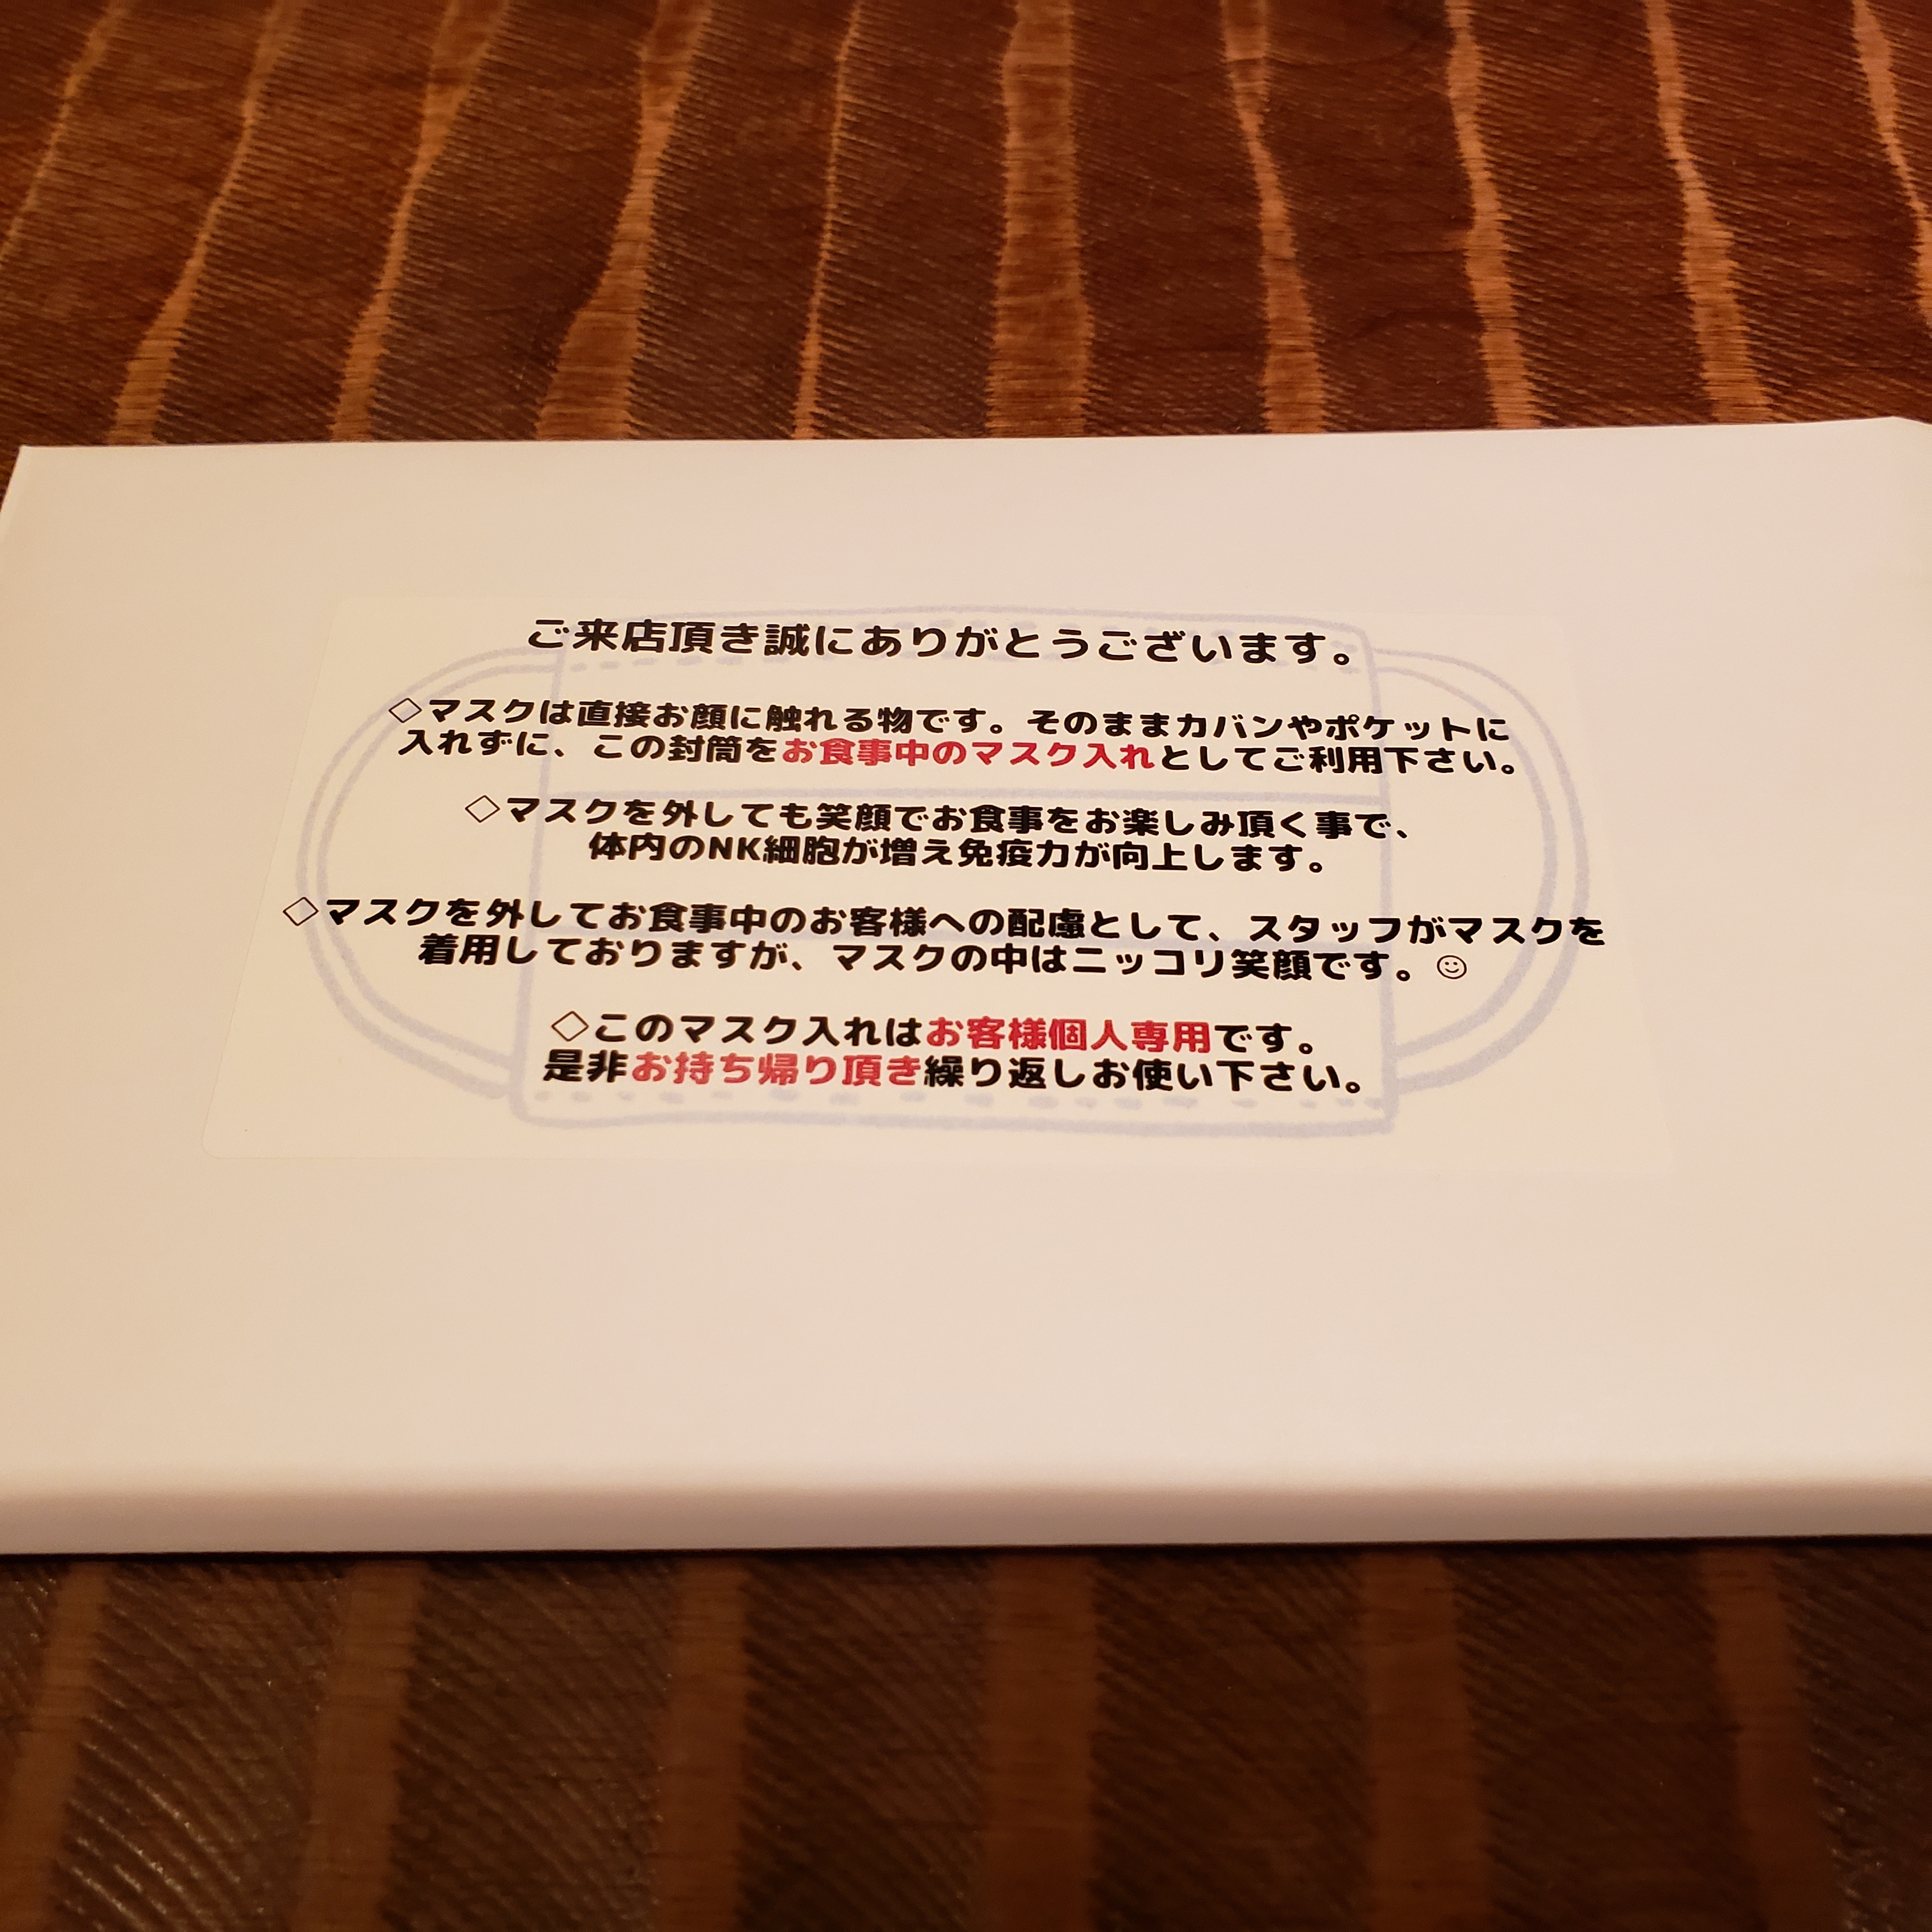 ご来店頂き誠にありがとうございます。
◇マスクは直接お顔に触れる物です。そのままカバンやポケットに
入れずに、この封筒をお食事中のマスク入れとしてご利用下さい。
◇マスクを外しても笑顔でお食事をお楽しみ頂く事で、
体内のNK細胞が増え免疫力が向上します。
◇マスクを外してお食事中のお客様への配慮として、スタッフがマスクを
着用しておりますが、マスクの中はニッコリ笑顔です。☺
◇このマスク入れはお客様個人専用です。
是非お持ち帰り頂き繰り返しお使い下さい。